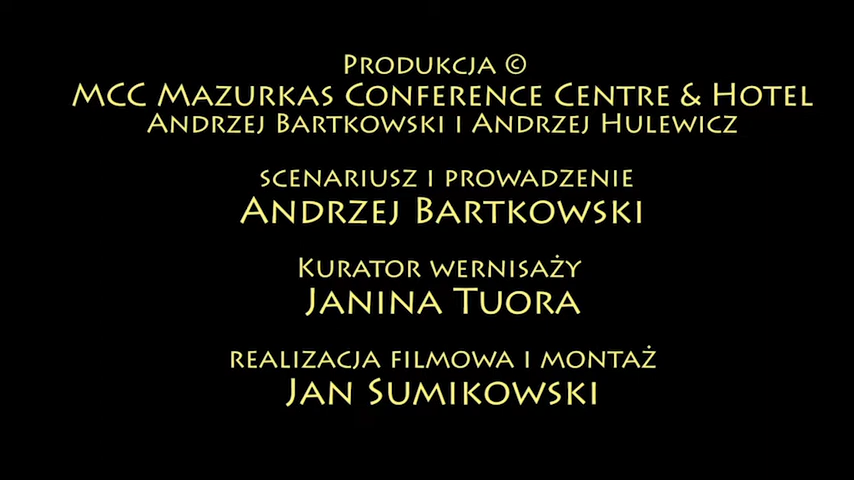 Produkcja ©
MCC Mazurkas Conference Centre & Hotel
Andrzej Bartkowski i Andrzej Hulewicz
scenariusz i prowadzenie
Andrzej Bartkowski
Kurator wernisaży
Janina Tuora
realizacja filmowa i montaż
Jan Sumikowski